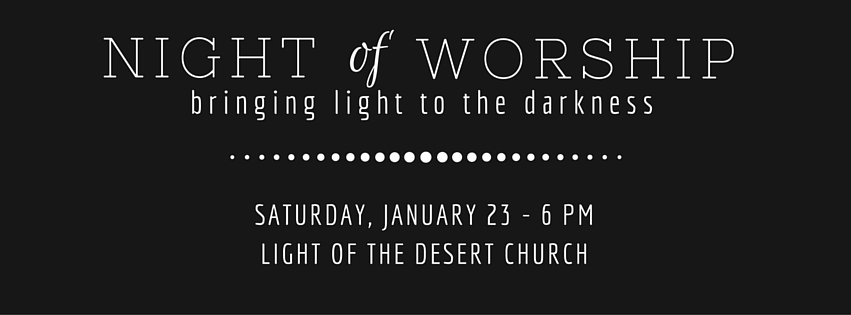 NIGHT of WORSHIP
bringing light to the darkness
SATURDAY, JANUARY 23 - 6 PM
LIGHT OF THE DESERT CHURCH